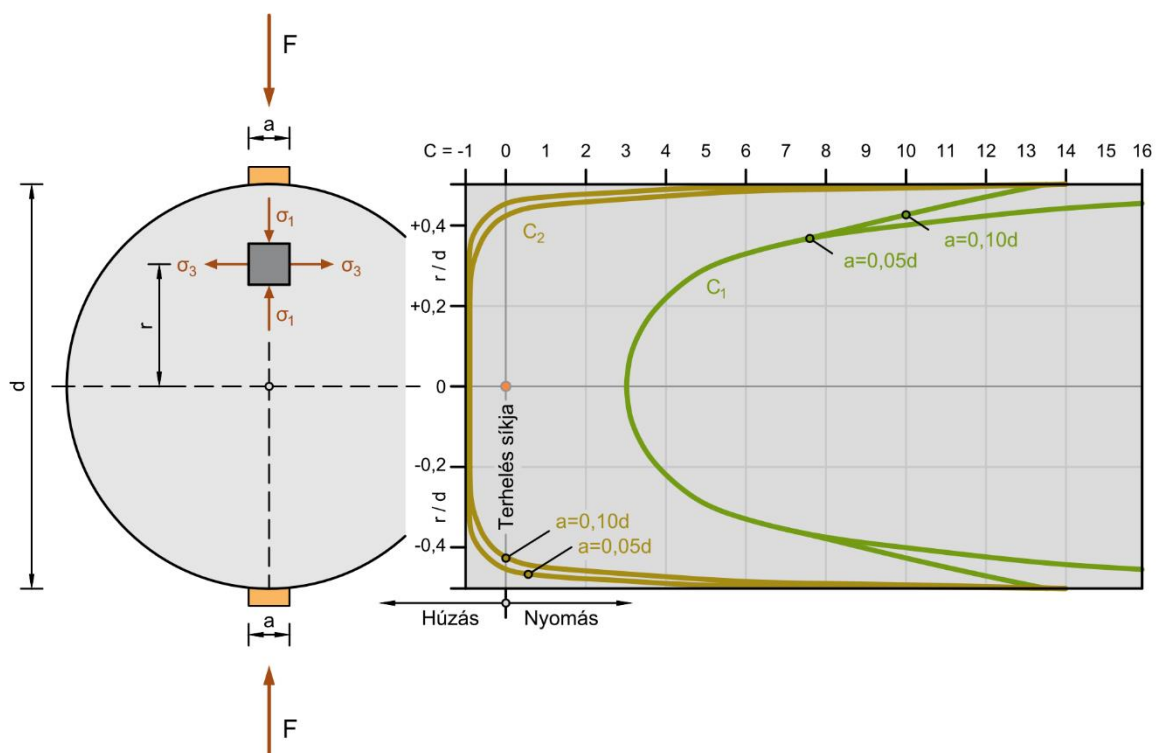 F
a
C = -1 0 1 2 3 4 5 6 7 8 9 10 11 12 13 14 15 16
σ₁
σ₃ σ₃
σ₁
r
d
+0,4
r / d
+0,2
0
-0,2
r / d
-0,4
C₂
C₁
a=0,10d
a=0,05d
Terhelés síkja
a=0,10d
a=0,05d
Húzás Nyomás
a
F